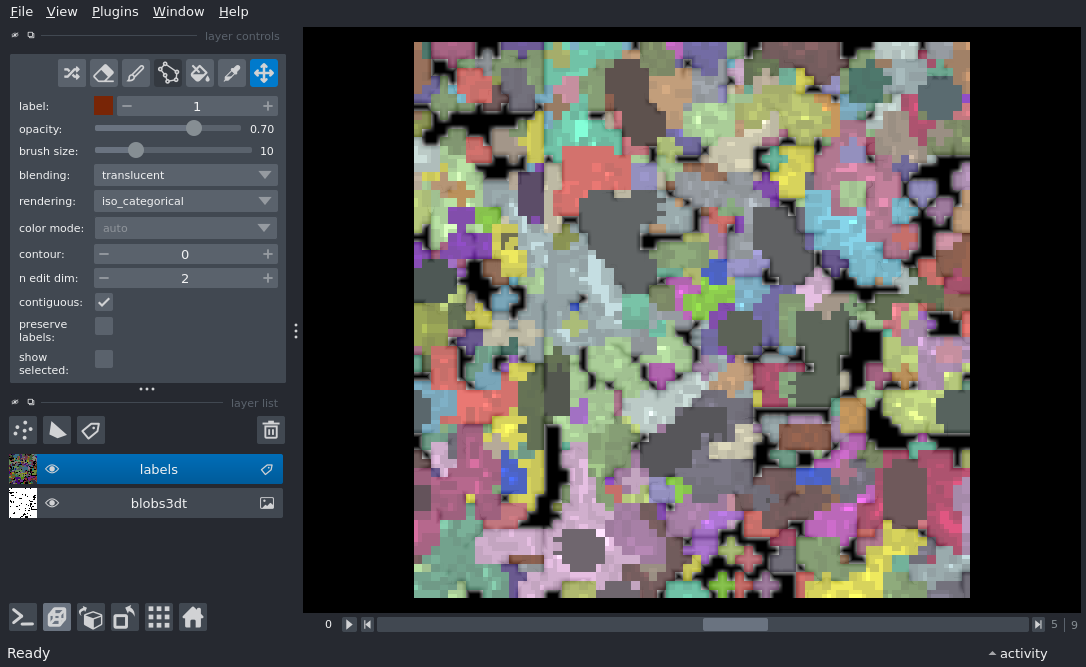 File View Plugins Window Help
layer controls
label: 1
opacity: 0.70
brush size: 10
blending: translucent
rendering: iso_categorical
color mode: auto
contour: 0
n edit dim: 2
contiguous:
preserve
labels:
show
selected:
layer list
labels
blobs3dt
0 5 | 9
Ready activity